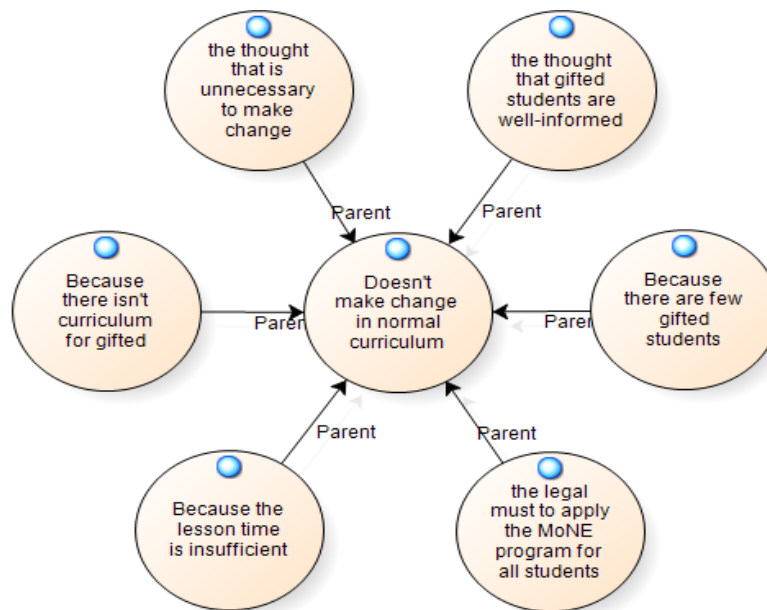 the thought
that is
unnecessary
to make
change
the thought
that gifted
students are
well-informed
Parent
Parent
Because
there isn't
curriculum
for gifted
Parent
Doesn't
make change
in normal
curriculum
Parent
Because
there are few
gifted
students
Parent
Parent
Because the
lesson time
is insufficient
the legal
must to apply
the MoNE
program for
all students